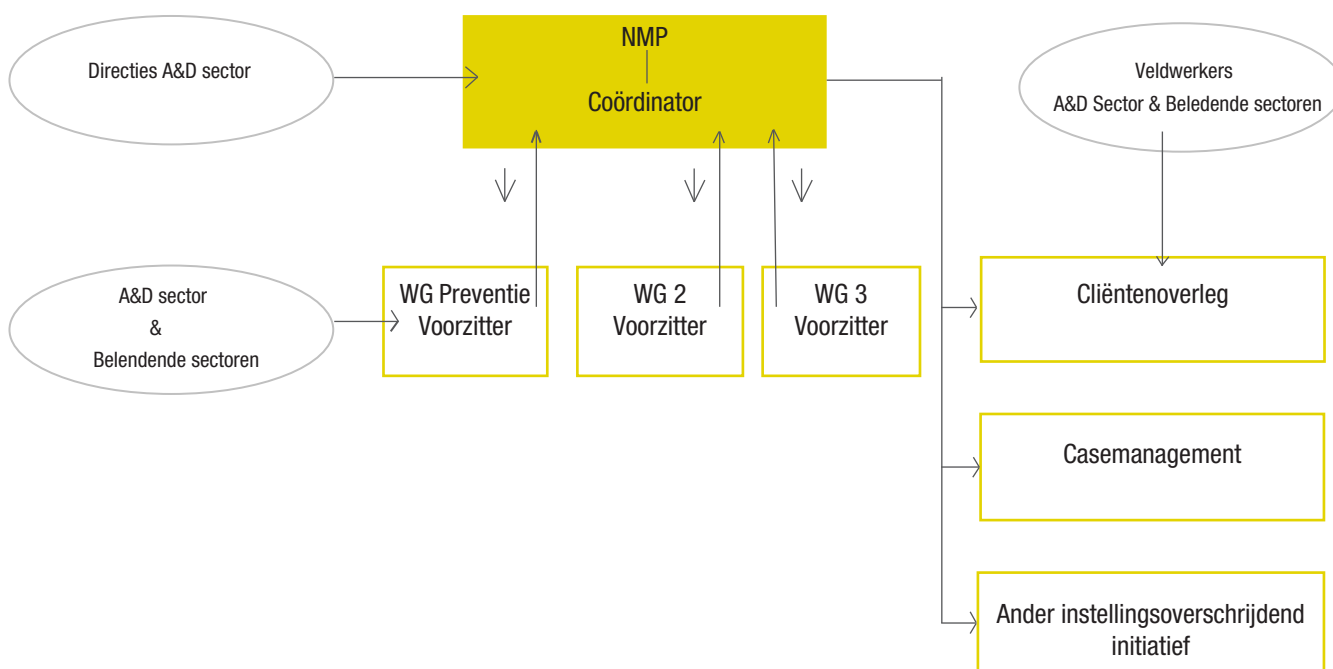 NMP
Coördinator
Directies A&D sector
Veldwerkers
A&D Sector & Beledende sectoren
A&D sector
&
Belendende sectoren
WG Preventie
Voorzitter
WG 2
Voorzitter
WG 3
Voorzitter
Cliëntenoverleg
Casemanagement
Ander instellingsoverschrijdend
initiatief